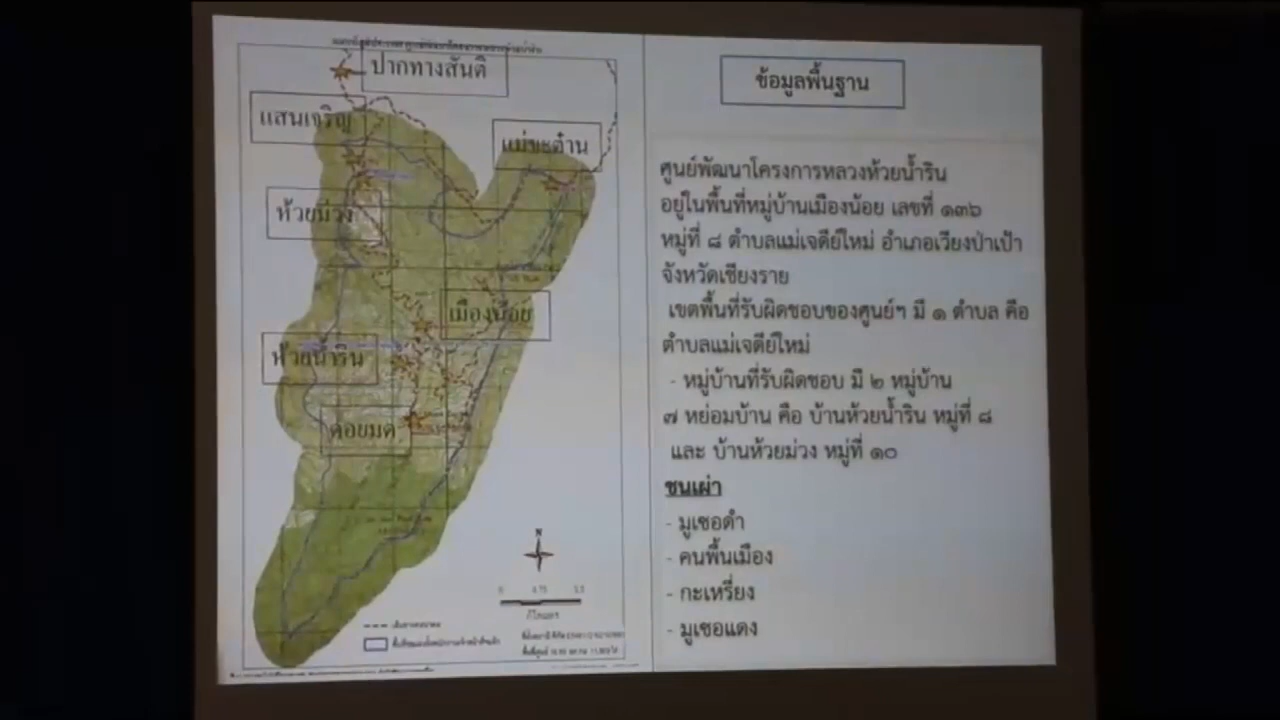 ปากทางสันติ
แสนเจริญ
แม่ขะต๋าน
ห้วยม่วง
เมืองน้อย
ห้วยน้ำริน
ดอยมด
N
ข้อมูลพื้นฐาน
ศูนย์พัฒนาโครงการหลวงห้วยน้ำริน
อยู่ในพื้นที่หมู่บ้านเมืองน้อย เลขที่ ๑๓๖
หมู่ที่ ๘ ตำบลแม่เจดีย์ใหม่ อำเภอเวียงป่าเป้า
จังหวัดเชียงราย
เขตพื้นที่รับผิดชอบของศูนย์ฯ มี ๑ ตำบล คือ
ตำบลแม่เจดีย์ใหม่
- หมู่บ้านที่รับผิดชอบ มี ๒ หมู่บ้าน
๗ หย่อมบ้าน คือ บ้านห้วยน้ำริน หมู่ที่ ๘
และ บ้านห้วยม่วง หมู่ที่ ๑๐
ชนเผ่า
- มูเซอดำ
- คนพื้นเมือง
- กะเหรี่ยง
- มูเซอแดง